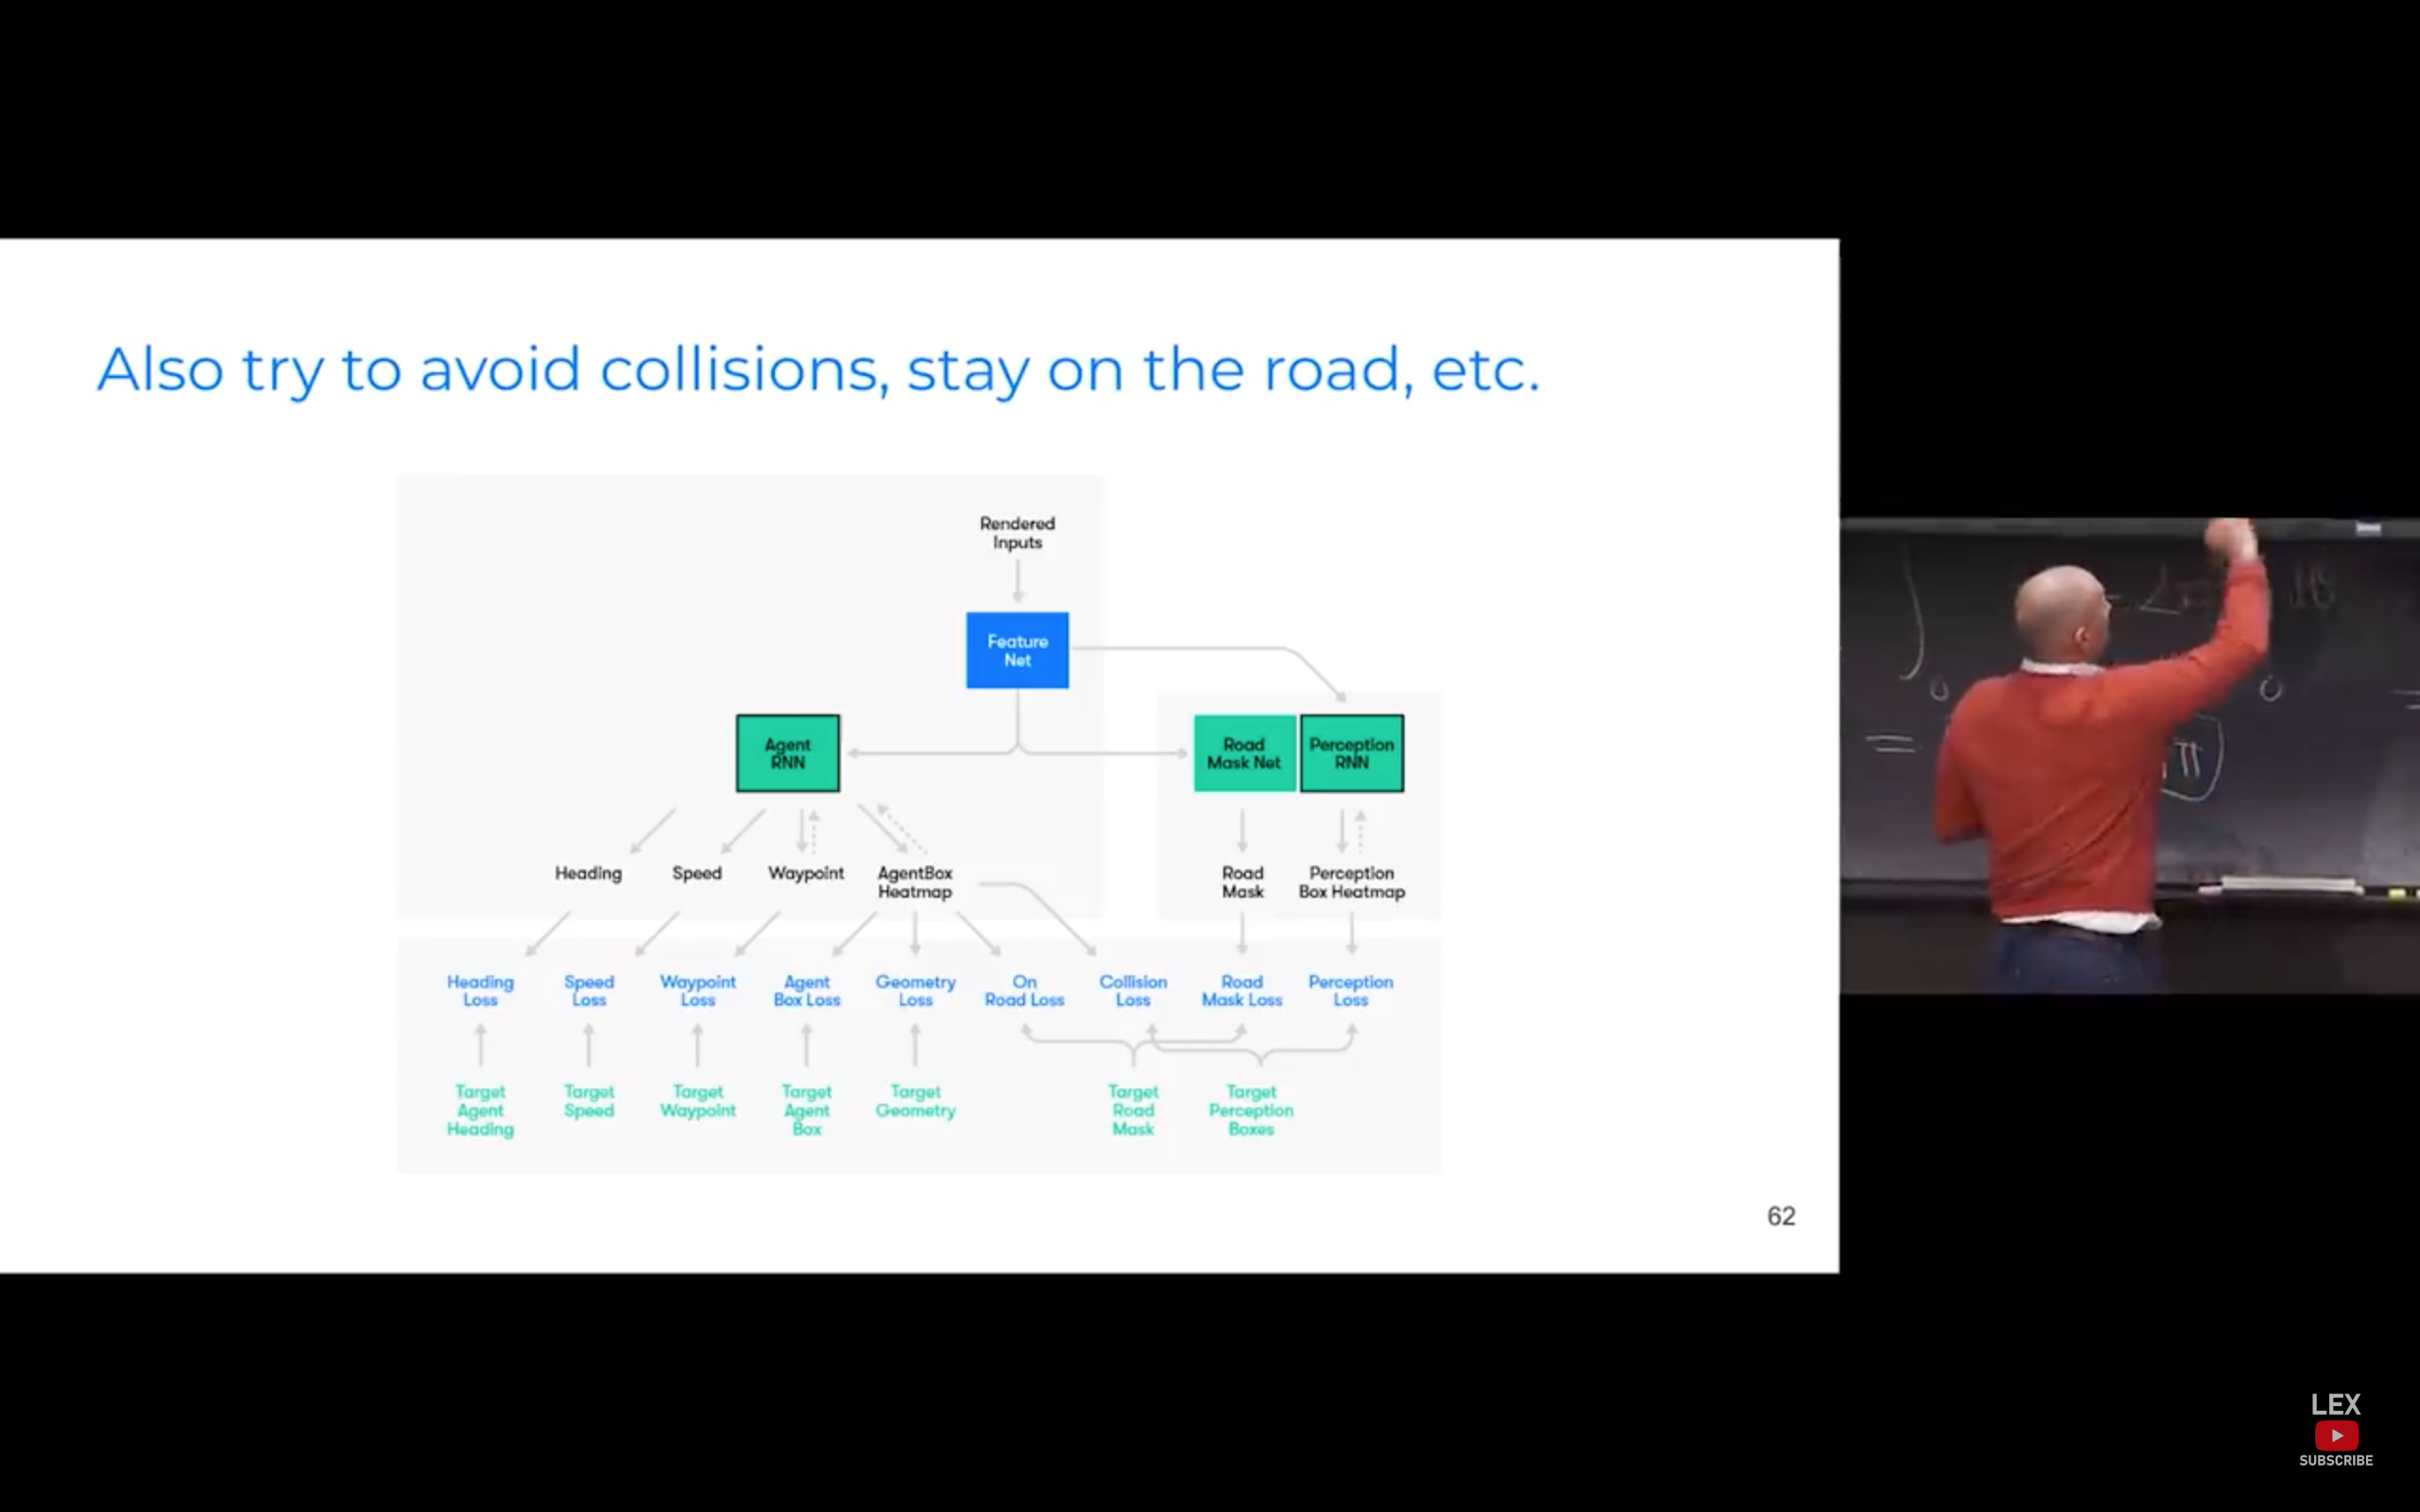 Also try to avoid collisions, stay on the road, etc.
Rendered
Inputs
Feature
Net
Agent
RNN
Road
Mask Net
Perception
RNN
Heading
Speed
Waypoint
AgentBox
Heatmap
Road
Mask
Perception
Box Heatmap
Heading
Loss
Speed
Loss
Waypoint
Loss
Agent
Box Loss
Geometry
Loss
On
Road Loss
Collision
Loss
Road
Mask Loss
Perception
Loss
Target
Agent
Heading
Target
Speed
Target
Waypoint
Target
Agent
Box
Target
Geometry
Target
Road
Mask
Target
Perception
Boxes
62
=
π
LEX
SUBSCRIBE